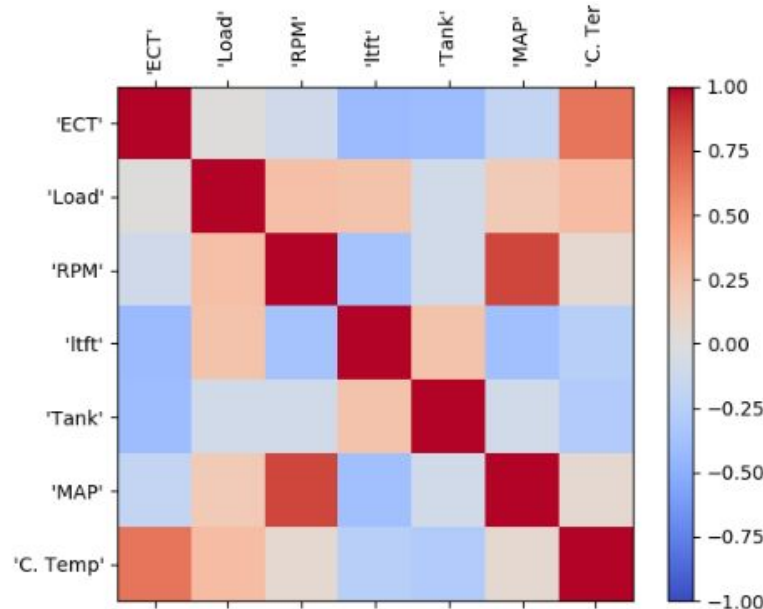 'ECT'
'Load'
'RPM'
'ltft'
'Tank'
'MAP'
'C. Ter
'ECT'
'Load'
'RPM'
'ltft'
'Tank'
'MAP'
'C. Temp'
1.00
0.75
0.50
0.25
0.00
−0.25
−0.50
−0.75
−1.00